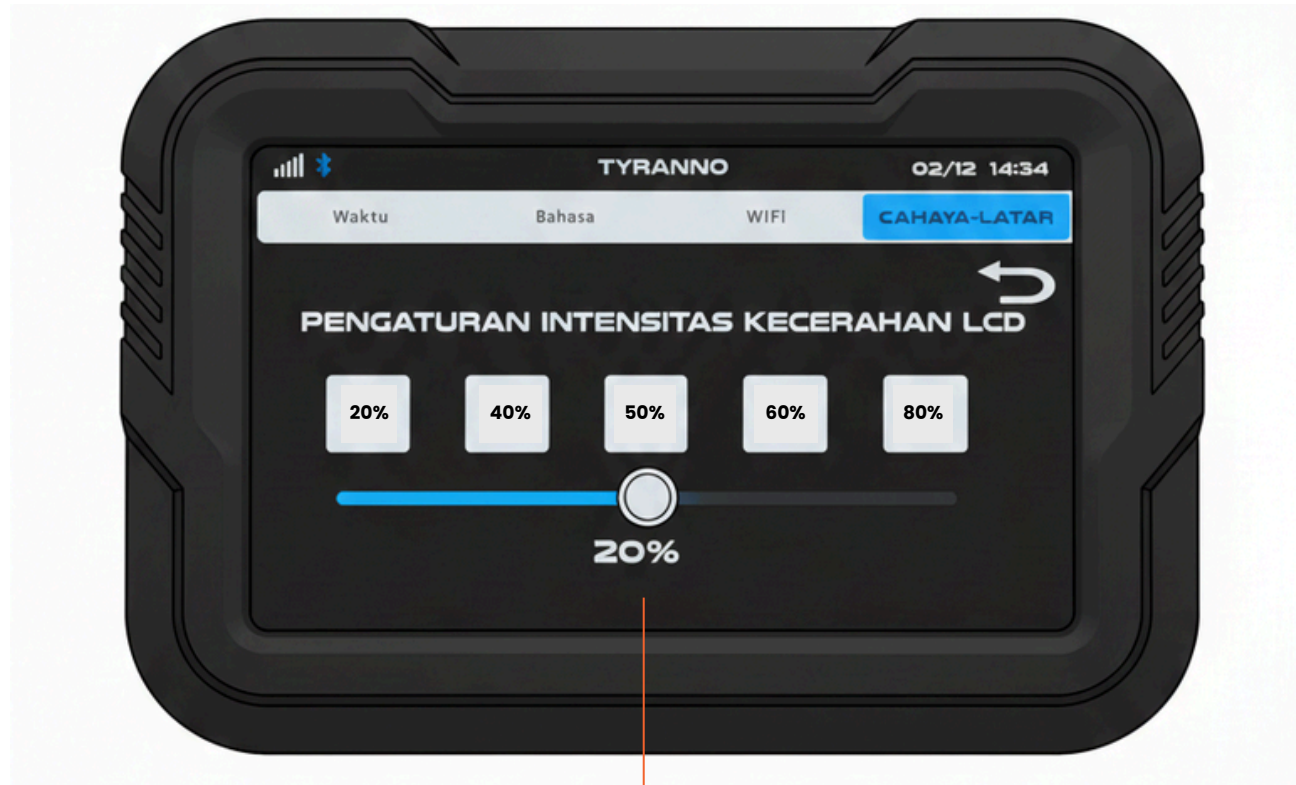 TYRANNO 02/12 14:34
Waktu Bahasa WIFI CAHAYA-LATAR
PENGATURAN INTENSITAS KECERAHAN LCD
20% 40% 50% 60% 80%
20%